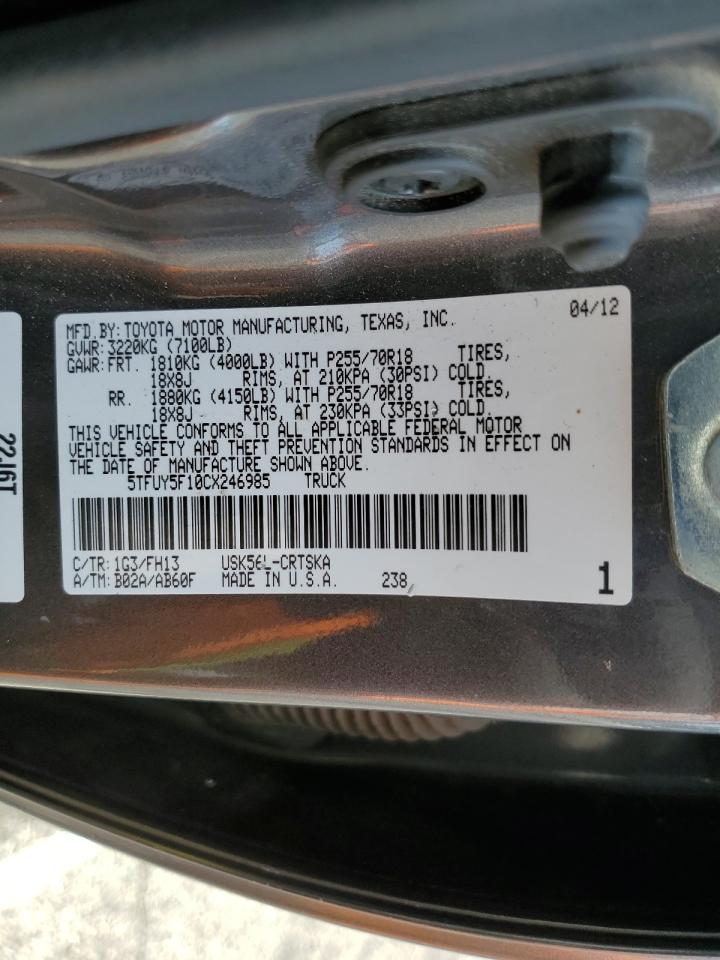 MFD.BY:TOYOTA MOTOR MANUFACTURING, TEXAS, INC. 04/12
GVWR:3220KG (7100LB)
GAWR:FRT. 1810KG (4000LB) WITH P255/70R18 TIRES,
18X8J RIMS, AT 210KPA (30PSI) COLD.
RR. 1880KG (4150LB) WITH P255/70R18 TIRES,
18X8J RIMS, AT 230KPA (33PSI) COLD.
THIS VEHICLE CONFORMS TO ALL APPLICABLE FEDERAL MOTOR
VEHICLE SAFETY AND THEFT PREVENTION STANDARDS IN EFFECT ON
THE DATE OF MANUFACTURE SHOWN ABOVE.
5TFUY5F10CX246985 TRUCK
C/TR:1G3/FH13 USK56L-CRTSKA
A/TM:B02A/AB60F MADE IN U.S.A. 238 1
22J6T